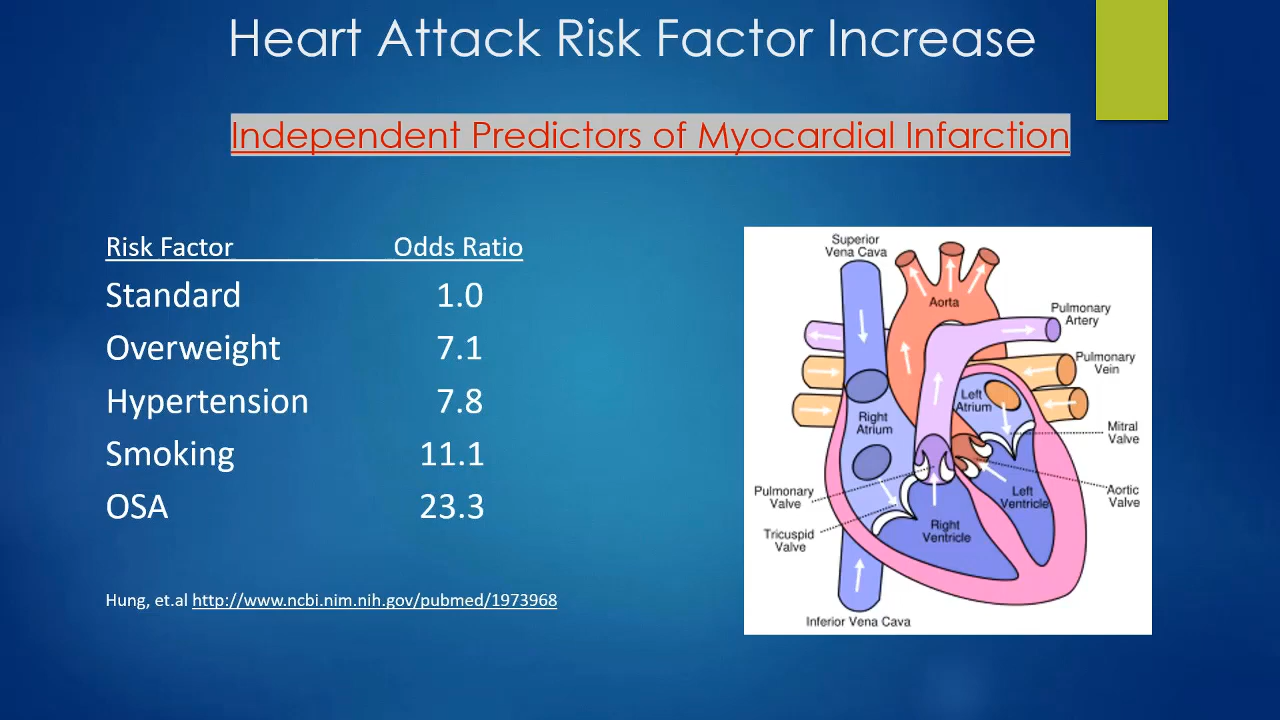 Heart Attack Risk Factor Increase
Independent Predictors of Myocardial Infarction
Risk Factor Odds Ratio
Standard 1.0
Overweight 7.1
Hypertension 7.8
Smoking 11.1
OSA 23.3
Hung, et.al http://www.ncbi.nim.nih.gov/pubmed/1973968
Superior
Vena Cava
Aorta
Pulmonary
Artery
Pulmonary
Vein
Left
Atrium
Right
Atrium
Mitral
Valve
Pulmonary
Valve
Left
Ventricle
Aortic
Valve
Tricuspid
Valve
Right
Ventricle
Inferior Vena Cava